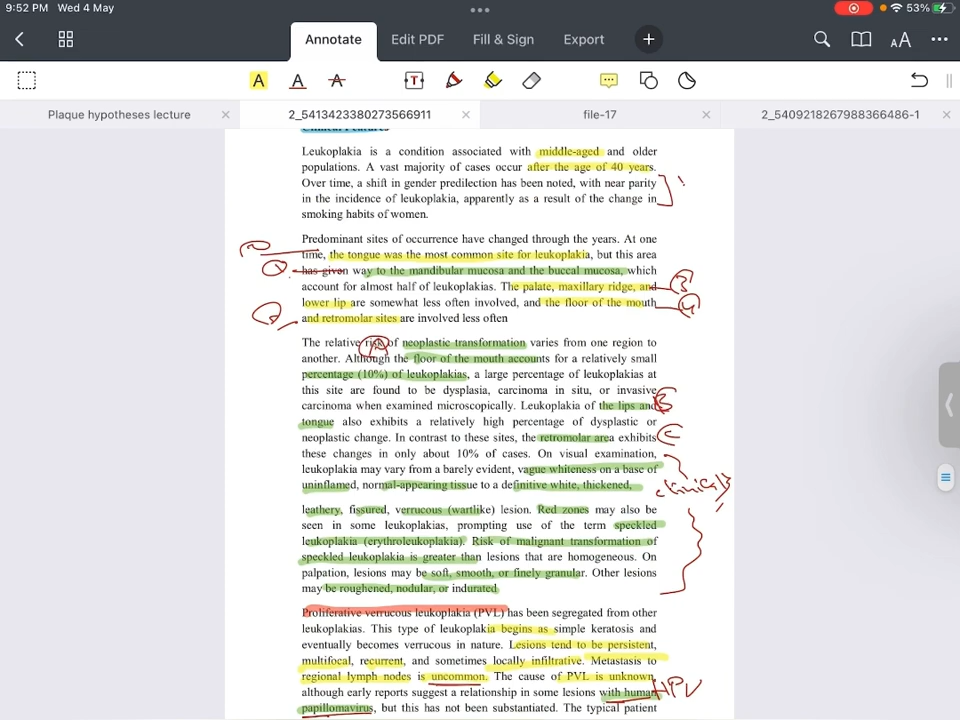 9:52 PM Wed 4 May
53%
Annotate Edit PDF Fill & Sign Export
Plaque hypotheses lecture 2_5413423380273566911 file-17 2_5409218267988366486-1
Clinical Features
Leukoplakia is a condition associated with middle-aged and older
populations. A vast majority of cases occur after the age of 40 years.
Over time, a shift in gender predilection has been noted, with near parity
in the incidence of leukoplakia, apparently as a result of the change in
smoking habits of women.
Predominant sites of occurrence have changed through the years. At one
time, the tongue was the most common site for leukoplakia, but this area
has given way to the mandibular mucosa and the buccal mucosa, which
account for almost half of leukoplakias. The palate, maxillary ridge, and
lower lip are somewhat less often involved, and the floor of the mouth
and retromolar sites are involved less often
The relative risk of neoplastic transformation varies from one region to
another. Although the floor of the mouth accounts for a relatively small
percentage (10%) of leukoplakias, a large percentage of leukoplakias at
this site are found to be dysplasia, carcinoma in situ, or invasive
carcinoma when examined microscopically. Leukoplakia of the lips and
tongue also exhibits a relatively high percentage of dysplastic or
neoplastic change. In contrast to these sites, the retromolar area exhibits
these changes in only about 10% of cases. On visual examination,
leukoplakia may vary from a barely evident, vague whiteness on a base of
uninflamed, normal-appearing tissue to a definitive white, thickened,
leathery, fissured, verrucous (wartlike) lesion. Red zones may also be
seen in some leukoplakias, prompting use of the term speckled
leukoplakia (erythroleukoplakia). Risk of malignant transformation of
speckled leukoplakia is greater than lesions that are homogeneous. On
palpation, lesions may be soft, smooth, or finely granular. Other lesions
may be roughened, nodular, or indurated
Proliferative verrucous leukoplakia (PVL) has been segregated from other
leukoplakias. This type of leukoplakia begins as simple keratosis and
eventually becomes verrucous in nature. Lesions tend to be persistent,
multifocal, recurrent, and sometimes locally infiltrative. Metastasis to
regional lymph nodes is uncommon. The cause of PVL is unknown,
although early reports suggest a relationship in some lesions with human HPV
papillomavirus, but this has not been substantiated. The typical patient